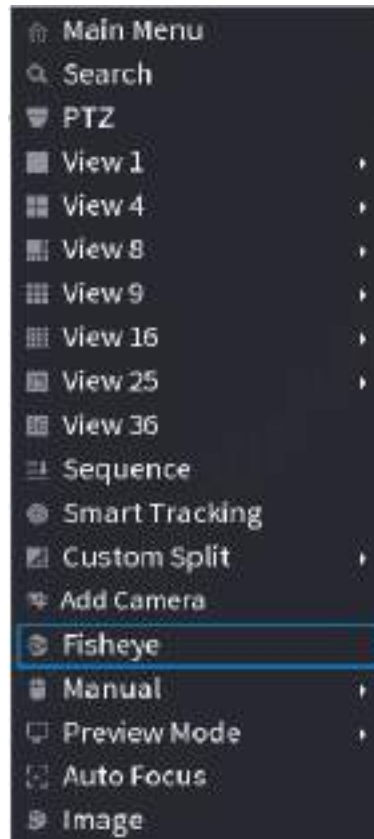 Main Menu
Search
PTZ
View 1
View 4
View 8
View 9
View 16
View 25
View 36
Sequence
Smart Tracking
Custom Split
Add Camera
Fisheye
Manual
Preview Mode
Auto Focus
Image